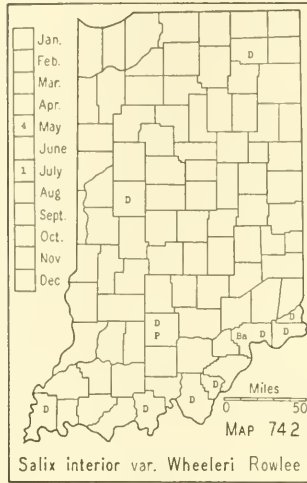 Jan.
Feb.
Mar.
Apr.
4 May
June
1 July
Aug
Sept.
Oct.
Nov
Dec
D
D
D
P
D
Ba D D
D
D D D
Miles
0 50
MAP 742
Salix interior var. Wheeleri Rowlee